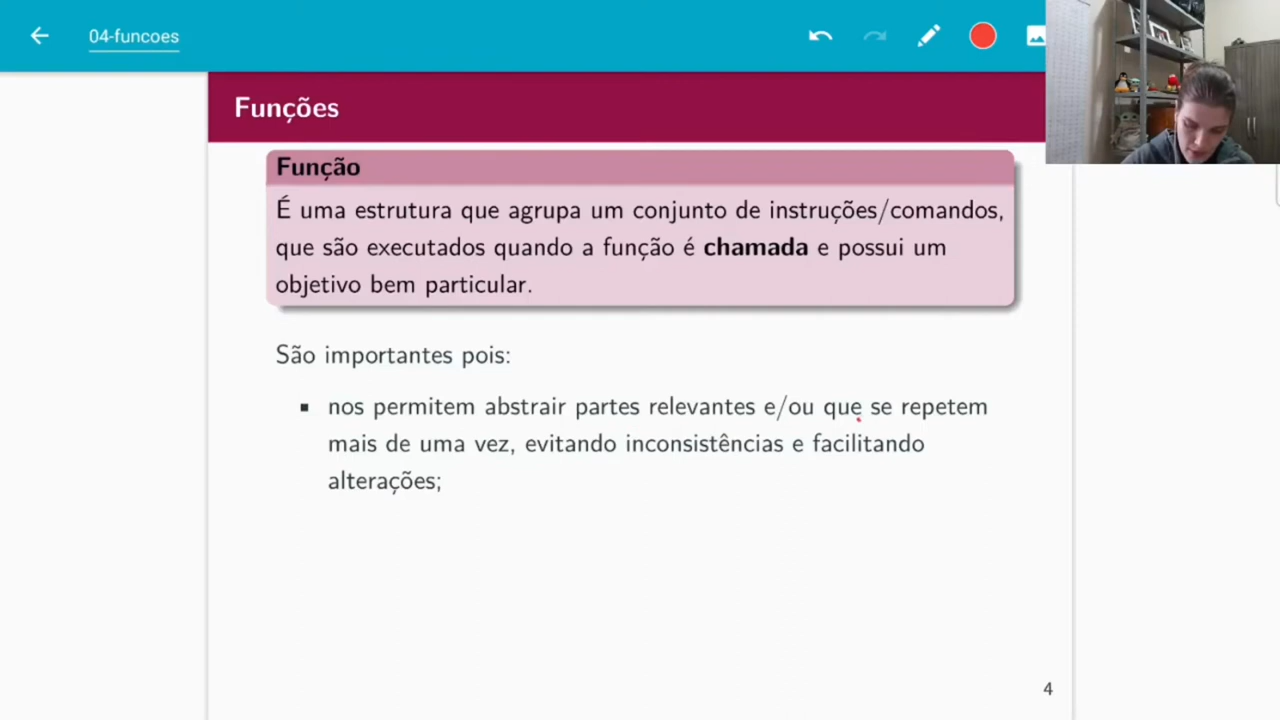 04-funcoes
Funções
Função
É uma estrutura que agrupa um conjunto de instruções/comandos,
que são executados quando a função é chamada e possui um
objetivo bem particular.
São importantes pois:
▪ nos permitem abstrair partes relevantes e/ou que se repetem
mais de uma vez, evitando inconsistências e facilitando
alterações;
4